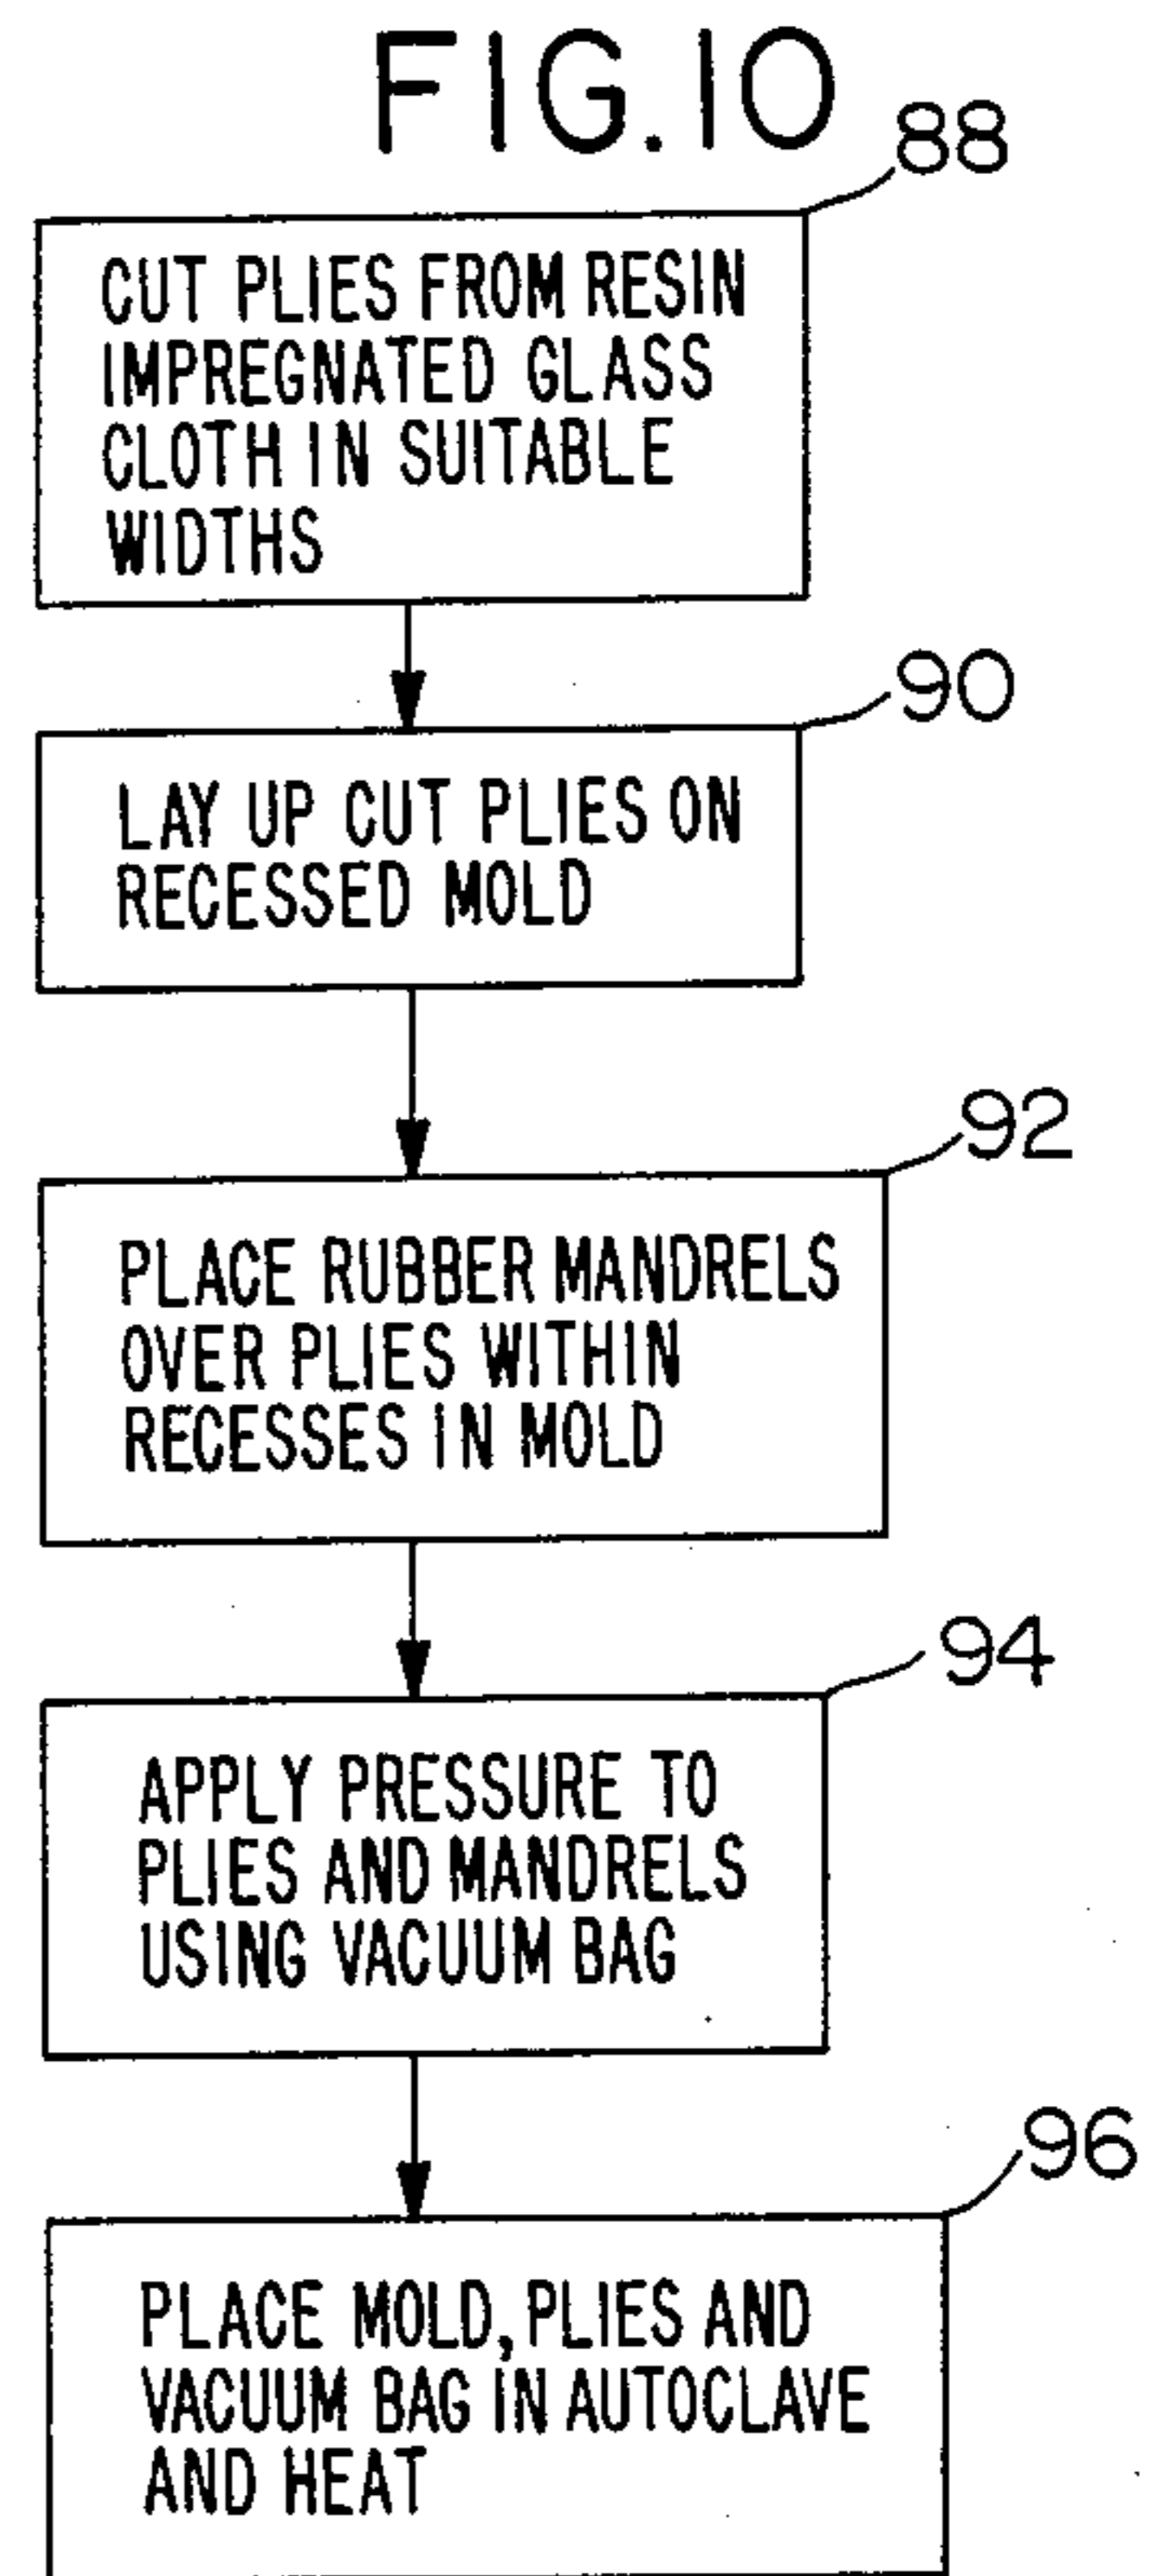 FIG. 10
88
CUT PLIES FROM RESIN
IMPREGNATED GLASS
CLOTH IN SUITABLE
WIDTHS
90
LAY UP CUT PLIES ON
RECESSED MOLD
92
PLACE RUBBER MANDRELS
OVER PLIES WITHIN
RECESSES IN MOLD
94
APPLY PRESSURE TO
PLIES AND MANDRELS
USING VACUUM BAG
96
PLACE MOLD, PLIES AND
VACUUM BAG IN AUTOCLAVE
AND HEAT